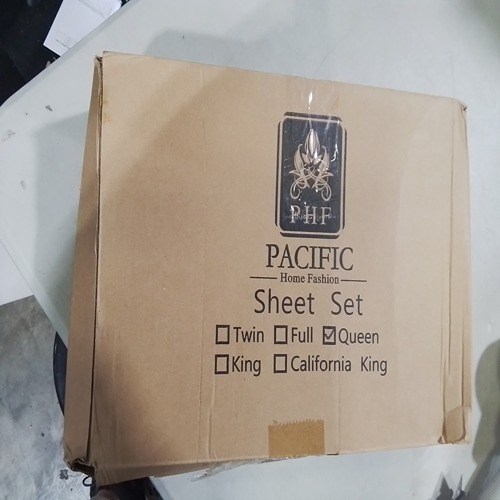 PHF
PACIFIC
Home Fashion
Sheet Set
Twin Full Queen
King California King